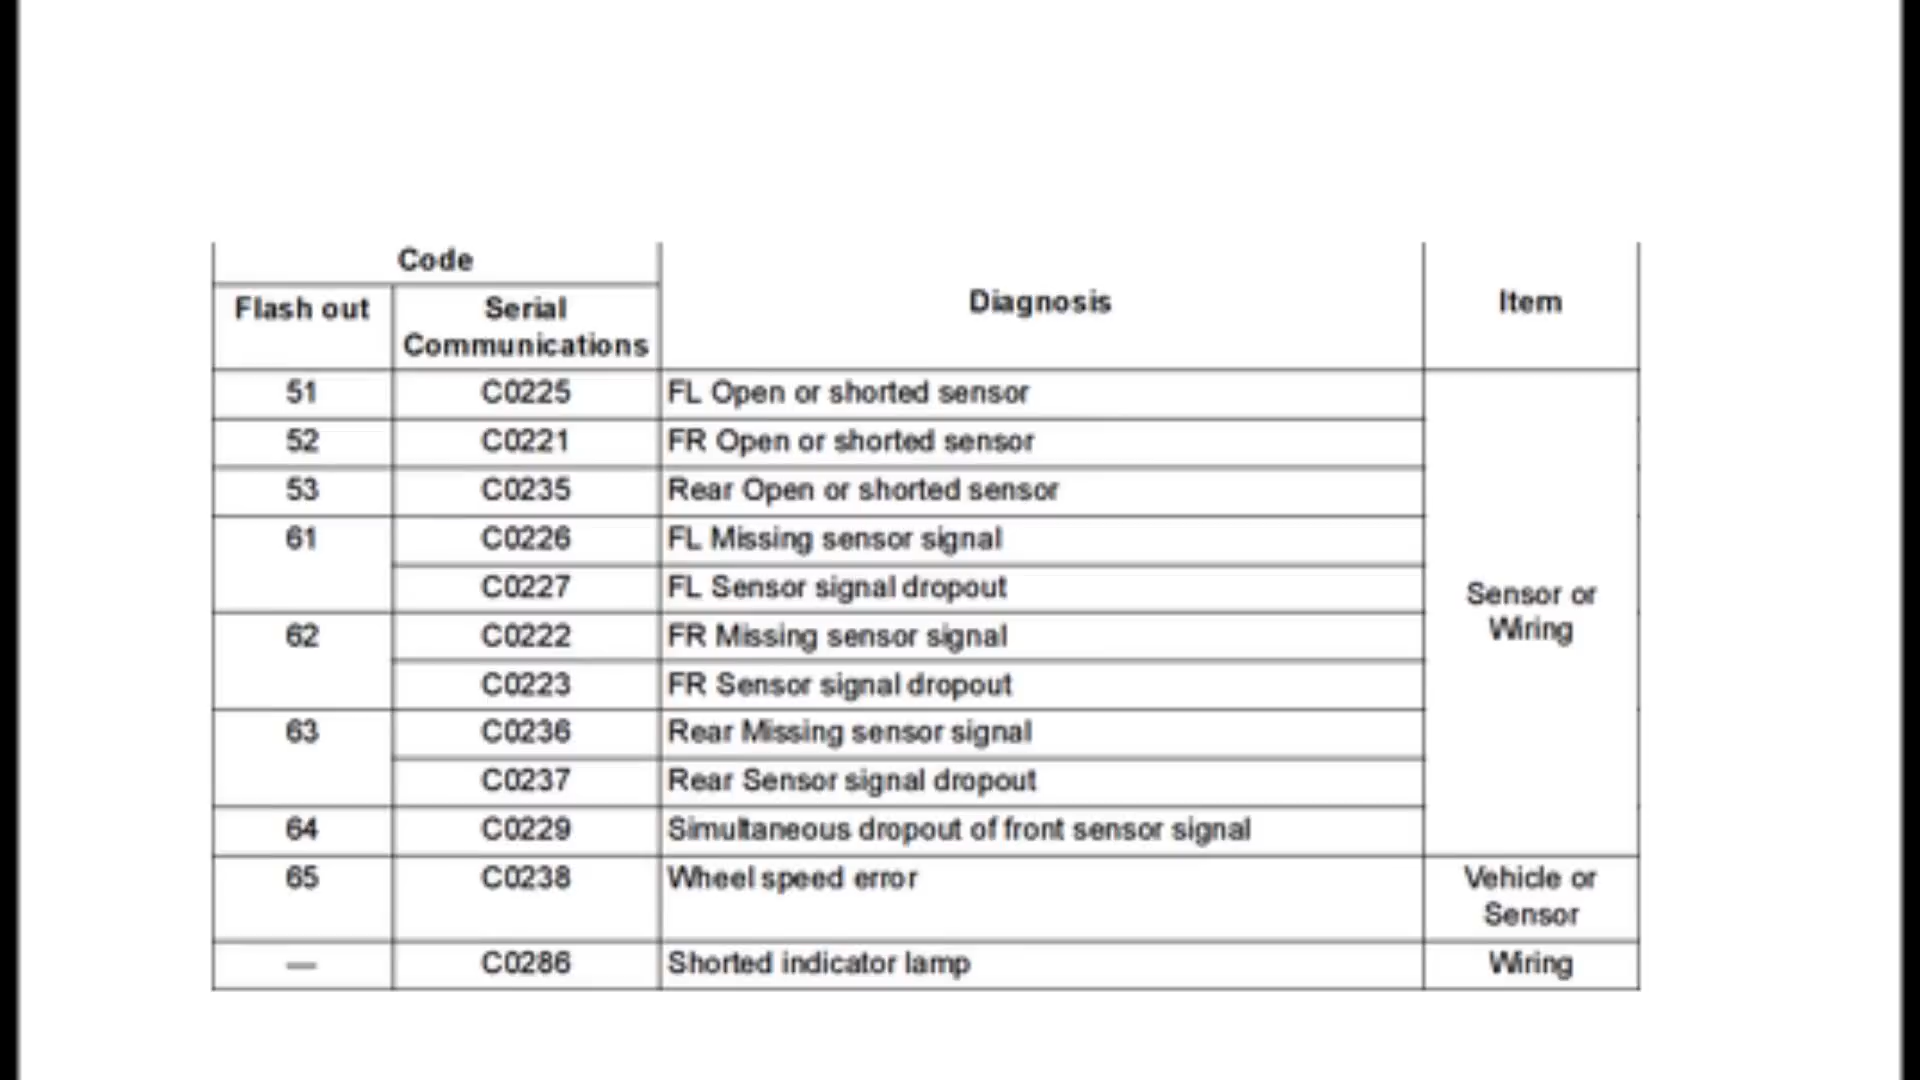 Code
Diagnosis
Item
Flash out
Serial
Communications
51 C0225 FL Open or shorted sensor
52 C0221 FR Open or shorted sensor
53 C0235 Rear Open or shorted sensor
61 C0226 FL Missing sensor signal
C0227 FL Sensor signal dropout
62 C0222 FR Missing sensor signal
C0223 FR Sensor signal dropout
63 C0236 Rear Missing sensor signal
C0237 Rear Sensor signal dropout
64 C0229 Simultaneous dropout of front sensor signal
Sensor or
Wiring
65 C0238 Wheel speed error
Vehicle or
Sensor
— C0286 Shorted indicator lamp
Wiring